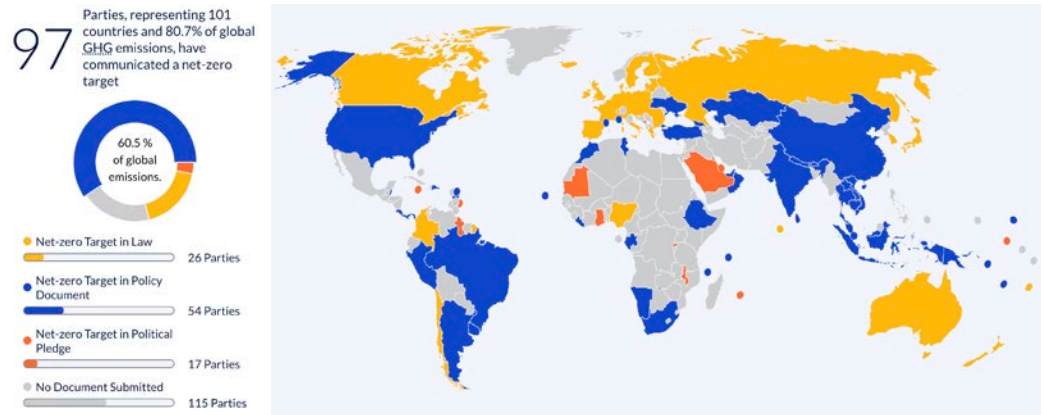 97
Parties, representing 101
countries and 80.7% of global
GHG emissions, have
communicated a net-zero
target
60.5 %
of global
emissions.
Net-zero Target in Law
26 Parties
Net-zero Target in Policy
Document
54 Parties
Net-zero Target in Political
Pledge
17 Parties
No Document Submitted
115 Parties